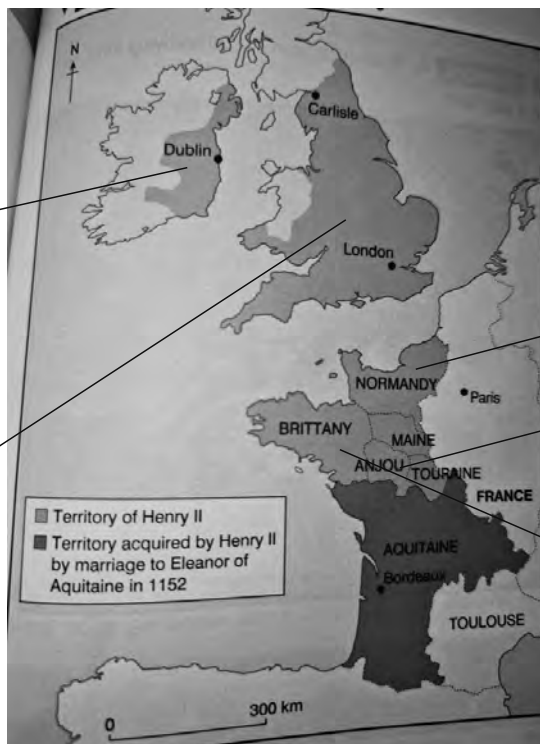 N
Carlisle
Dublin
London
NORMANDY
Paris
BRITTANY
MAINE
ANJOU
TOURAINE
FRANCE
Territory of Henry II
Territory acquired by Henry II
by marriage to Eleanor of
Aquitaine in 1152
AQUITAINE
Bordeaux
TOULOUSE
0 300 km